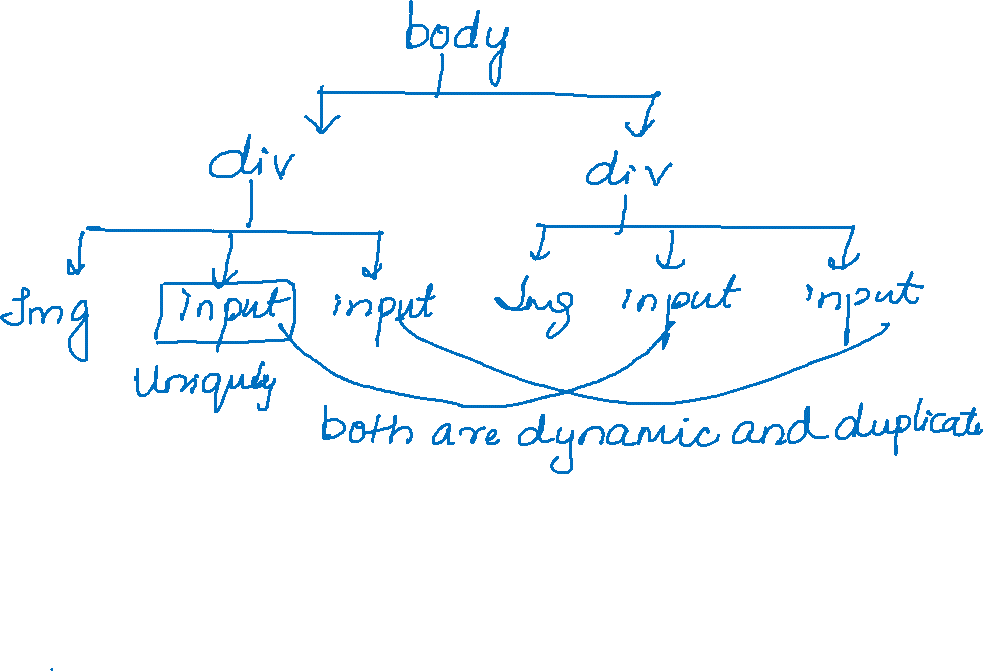 body
div div
Img input input Img input input
Uniquely
both are dynamic and duplicate